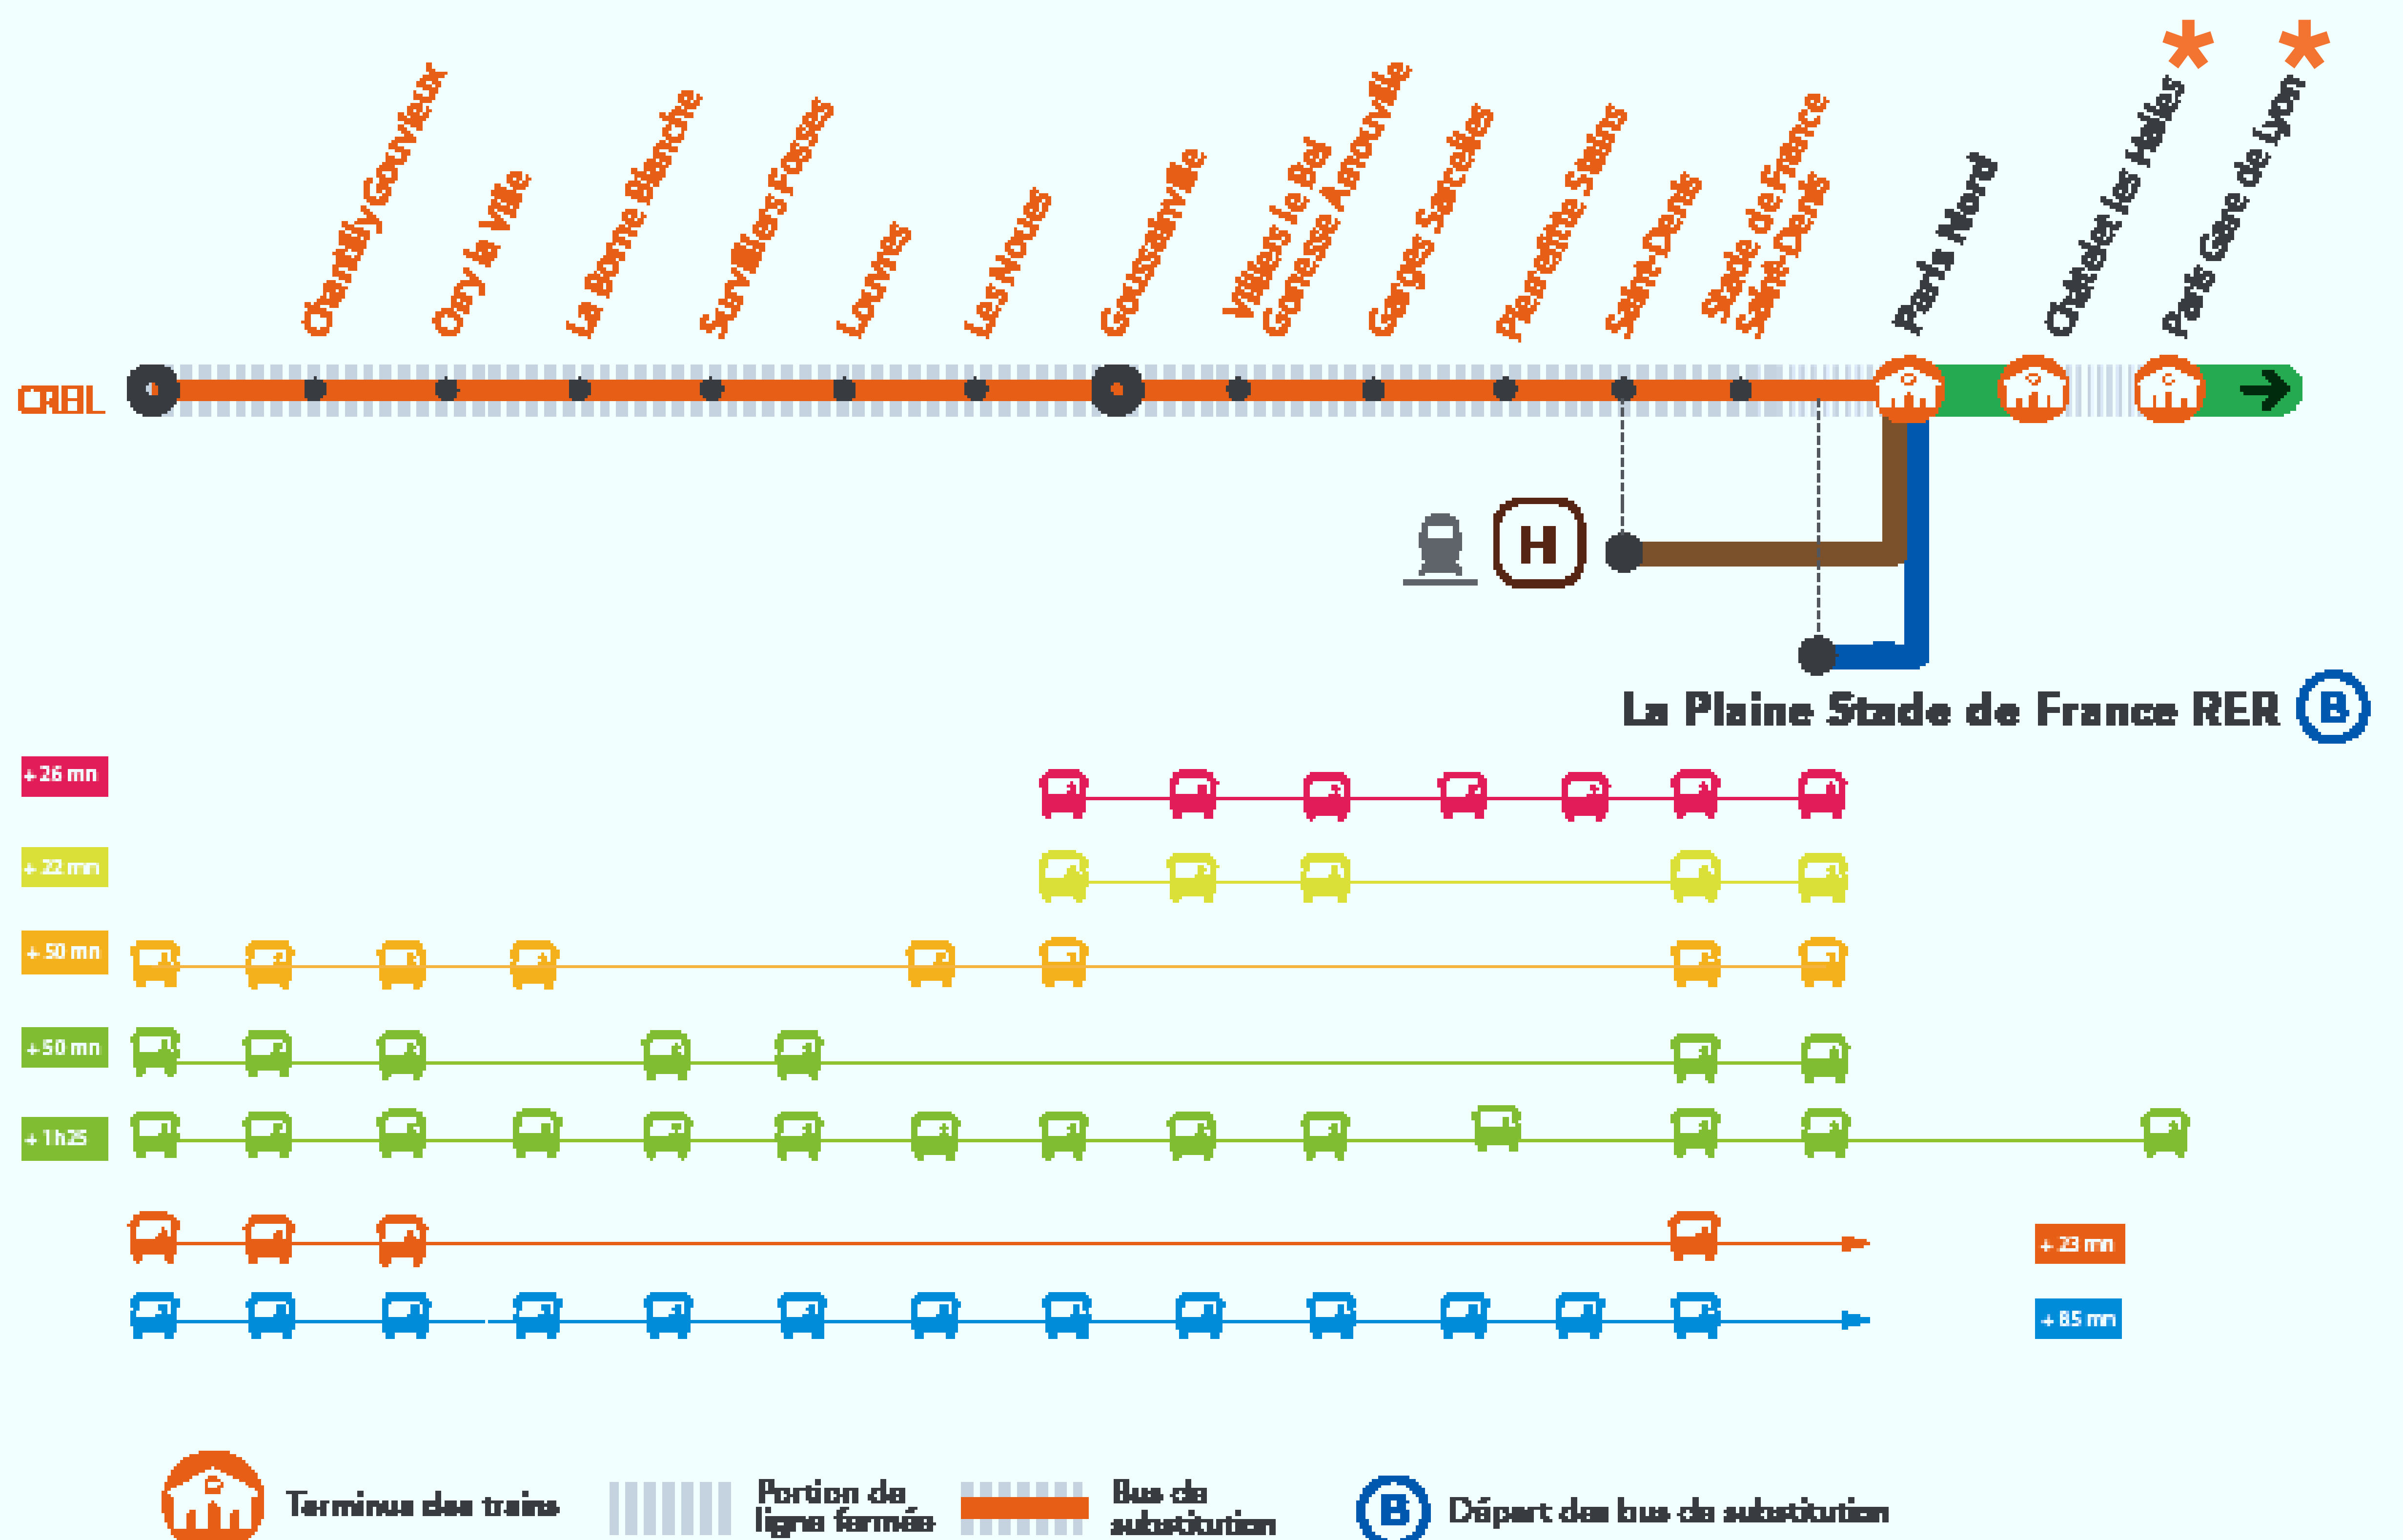 Chantilly Gouvieux
Orry la Ville
La Borne Blanche
Survilliers Fosses
Louvres
Les Noues
Goussainville
Villiers le Bel
Gonesse Arnouville
Garges Sarcelles
Pierrefitte Stains
Saint-Denis
Stade de France
Saint-Denis
Paris Nord
Châtelet les Halles *
Paris Gare de Lyon *
CREIL
H
La Plaine Stade de France RER B
+ 26 mn
+ 22 mn
+ 50 mn
+ 50 mn
+ 1h25
+ 23 mn
+ 85 mn
Terminus des trains
Portion de
ligne fermée
Bus de
substitution
B Départ des bus de substitution